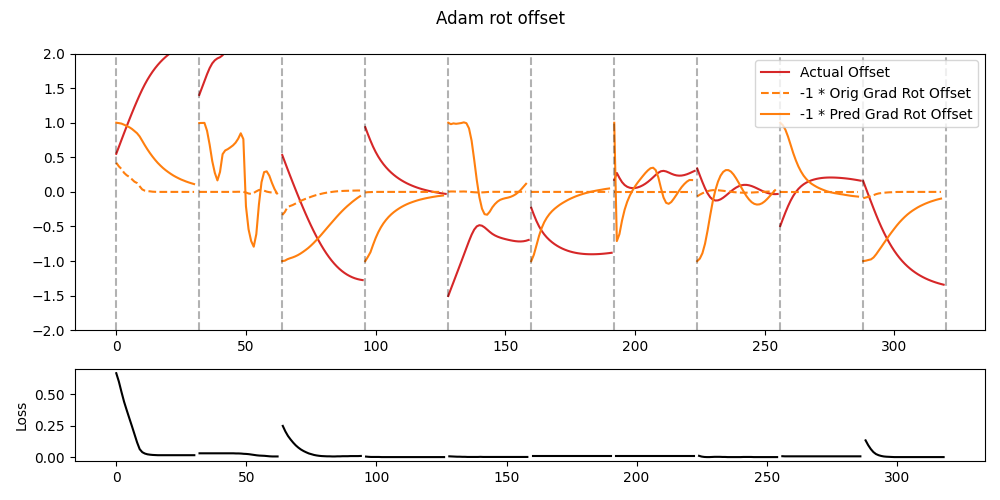 Adam rot offset
2.0
1.5
1.0
0.5
0.0
−0.5
−1.0
−1.5
−2.0
Actual Offset
-1 * Orig Grad Rot Offset
-1 * Pred Grad Rot Offset
0 50 100 150 200 250 300
Loss
0.50
0.25
0.00
0 50 100 150 200 250 300